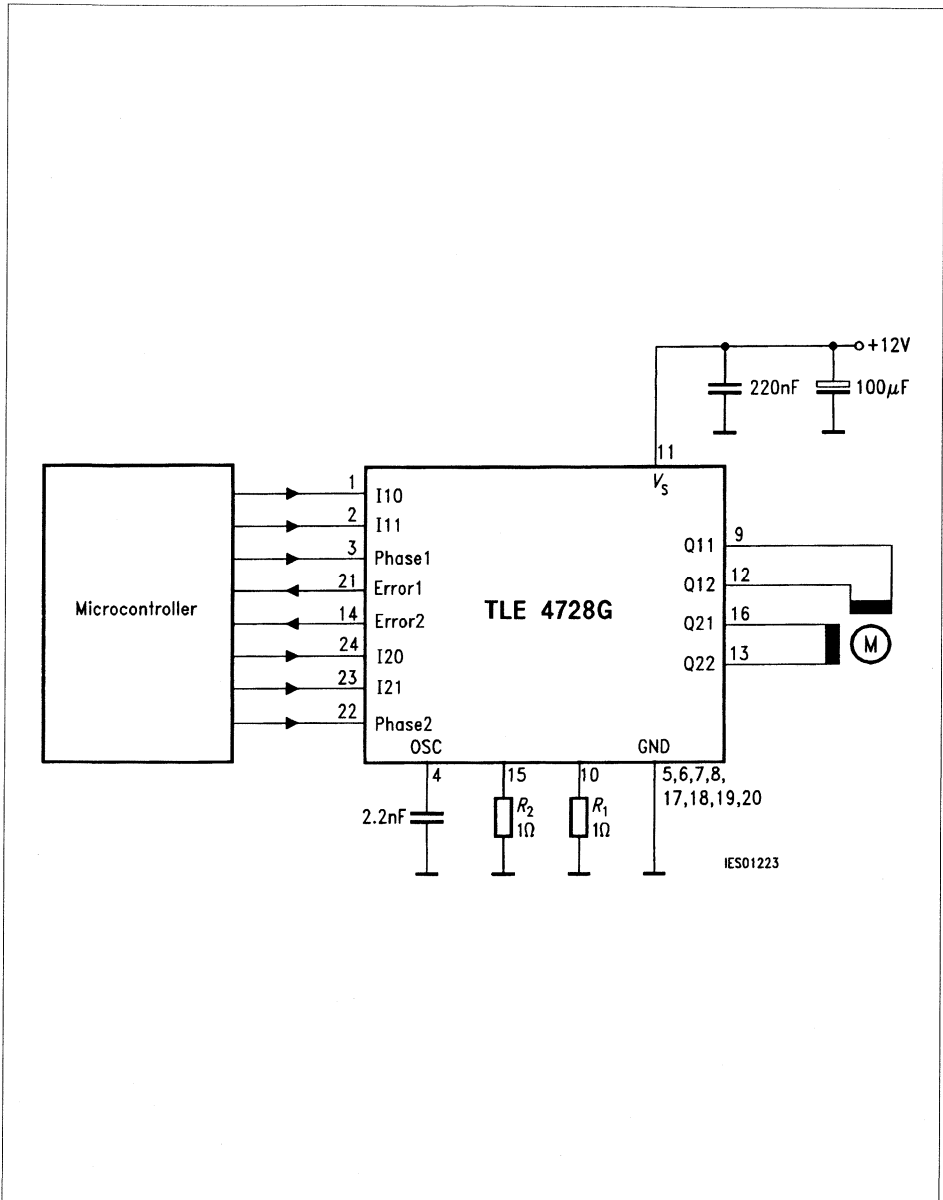 +12V
220nF
100μF
11
V_S
Microcontroller
1
I10
2
I11
3
Phase1
21
Error1
14
Error2
24
I20
23
I21
22
Phase2
TLE 4728G
Q11
9
Q12
12
Q21
16
Q22
13
M
OSC
GND
4
15
10
5,6,7,8,
17,18,19,20
2.2nF
R2
1Ω
R1
1Ω
IES01223